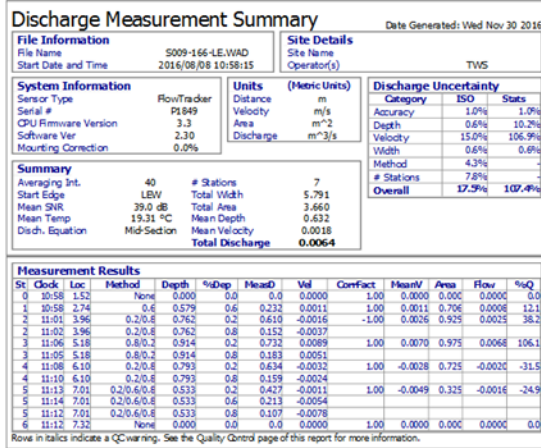 Discharge Measurement Summary
Date Generated: Wed Nov 30 2016
File Information
File Name S009-166-LE.WAD
Start Date and Time 2016/08/08 10:58:15
Site Details
Site Name
Operator(s) TWS
System Information
Sensor Type FlowTracker
Serial # P1849
CPU Firmware Version 3.3
Software Ver 2.30
Mounting Correction 0.0%
Units (Metric Units)
Distance m
Velocity m/s
Area m^2
Discharge m^3/s
Discharge Uncertainty
Category ISO Stats
Accuracy 1.0% 1.0%
Depth 0.6% 10.2%
Velocity 15.0% 106.9%
Width 0.6% 0.6%
Method 4.3% -
# Stations 7.8% -
Overall 17.5% 107.4%
Summary
Averaging Int. 40 # Stations 7
Start Edge LEW Total Width 5.791
Mean SNR 39.0 dB Total Area 3.660
Mean Temp 19.31 °C Mean Depth 0.632
Disch. Equation Mid-Section Mean Velocity 0.0018
Total Discharge 0.0064
Measurement Results
St Clock Loc Method Depth %Dep MeasD Vel CorrFact MeanV Area Flow %Q
0 10:58 1.52 None 0.000 0.0 0.0 0.0000 1.00 0.0000 0.000 0.0000 0.0
1 10:58 2.74 0.6 0.579 0.6 0.232 0.0011 1.00 0.0011 0.706 0.0008 12.1
2 11:01 3.96 0.2/0.8 0.762 0.2 0.610 -0.0016 -1.00 0.0026 0.925 0.0025 38.2
2 11:02 3.96 0.2/0.8 0.762 0.8 0.152 -0.0037
3 11:06 5.18 0.8/0.2 0.914 0.2 0.732 0.0089 1.00 0.0070 0.975 0.0068 106.1
3 11:05 5.18 0.8/0.2 0.914 0.8 0.183 0.0051
4 11:08 6.10 0.2/0.8 0.793 0.2 0.634 -0.0032 1.00 -0.0028 0.725 -0.0020 -31.5
4 11:10 6.10 0.2/0.8 0.793 0.8 0.159 -0.0024
5 11:13 7.01 0.2/0.6/0.8 0.533 0.2 0.427 -0.0011 1.00 -0.0049 0.325 -0.0016 -24.9
5 11:14 7.01 0.2/0.6/0.8 0.533 0.6 0.213 -0.0054
5 11:12 7.01 0.2/0.6/0.8 0.533 0.8 0.107 -0.0078
6 11:12 7.32 None 0.000 0.0 0.0 0.0000 1.00 0.0000 0.000 0.0000 0.0
Rows in italics indicate a QC warning. See the Quality Control page of this report for more information.